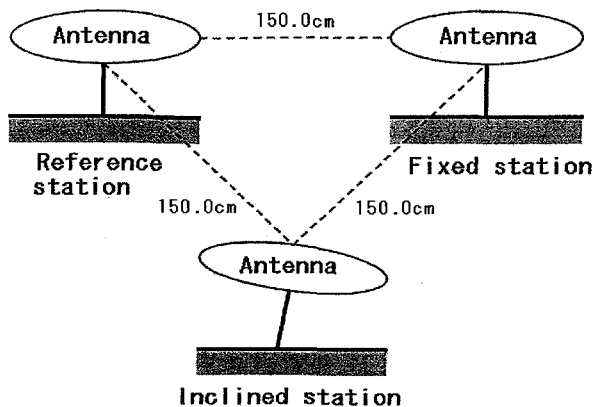 150.0cm
Antenna
Antenna
Reference
station
Fixed station
150.0cm
150.0cm
Antenna
Inclined station